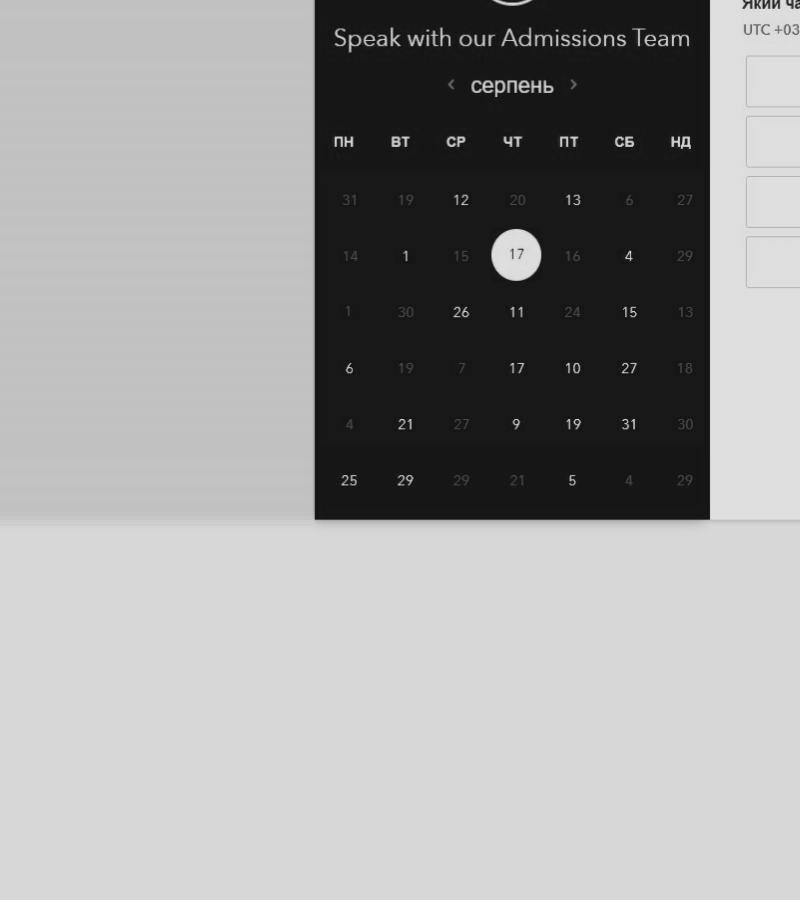 Speak with our Admissions Team
‹ серпень ›
ПН ВТ СР ЧТ ПТ СБ НД
31 19 12 20 13 6 27
14 1 15 17 16 4 29
1 30 26 11 24 15 13
6 19 7 17 10 27 18
4 21 27 9 19 31 30
25 29 29 21 5 4 29
Який
UTC +03